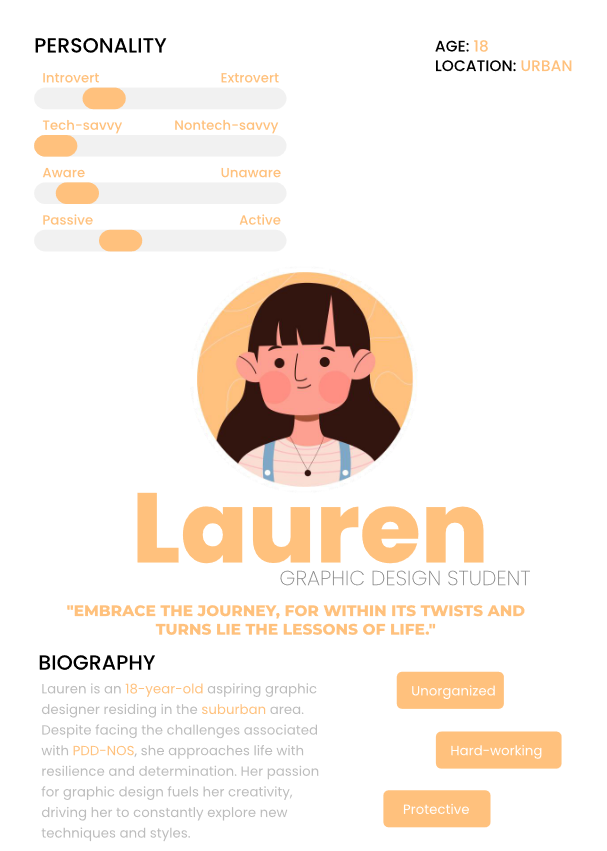 PERSONALITY
AGE: 18
LOCATION: URBAN
Introvert Extrovert
Tech-savvy Nontech-savvy
Aware Unaware
Passive Active
Lauren
GRAPHIC DESIGN STUDENT
"EMBRACE THE JOURNEY, FOR WITHIN ITS TWISTS AND
TURNS LIE THE LESSONS OF LIFE."
BIOGRAPHY
Lauren is an 18-year-old aspiring graphic
designer residing in the suburban area.
Despite facing the challenges associated
with PDD-NOS, she approaches life with
resilience and determination. Her passion
for graphic design fuels her creativity,
driving her to constantly explore new
techniques and styles.
Unorganized
Hard-working
Protective